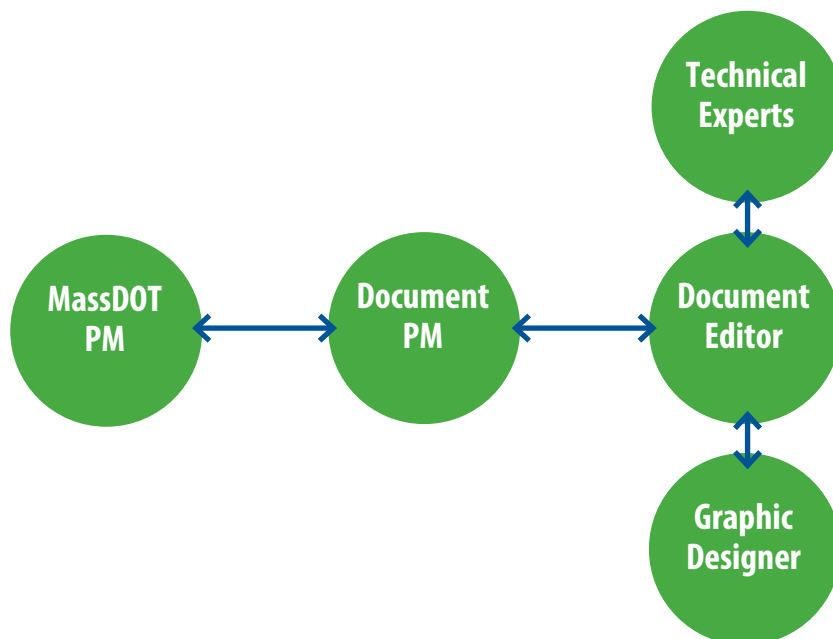 Technical
Experts
MassDOT
PM
Document
PM
Document
Editor
Graphic
Designer